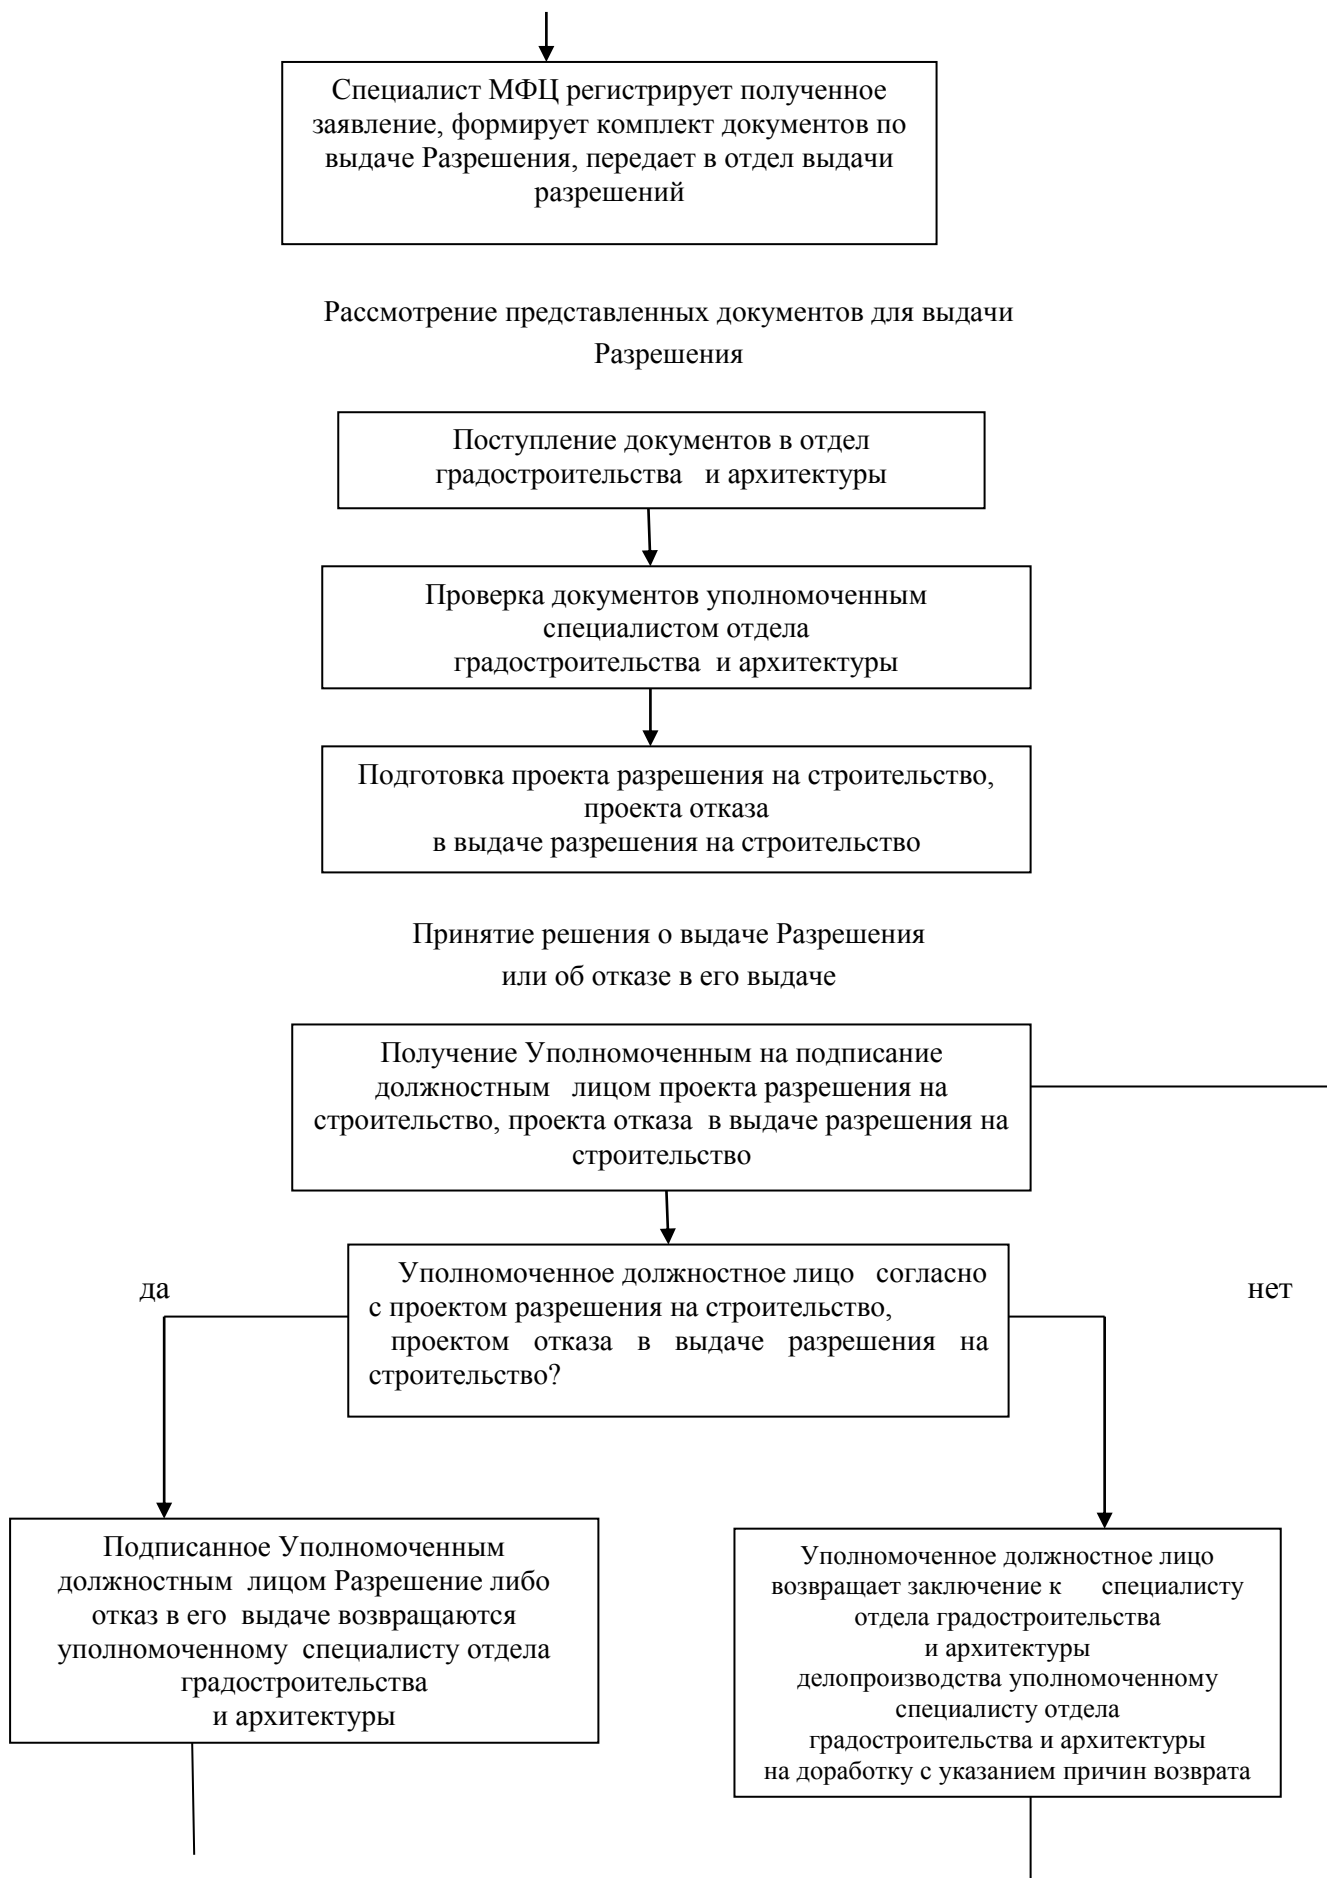 Специалист МФЦ регистрирует полученное
заявление, формирует комплект документов по
выдаче Разрешения, передает в отдел выдачи
разрешений
Рассмотрение представленных документов для выдачи
Разрешения
Поступление документов в отдел
градостроительства и архитектуры
Проверка документов уполномоченным
специалистом отдела
градостроительства и архитектуры
Подготовка проекта разрешения на строительство,
проекта отказа
в выдаче разрешения на строительство
Принятие решения о выдаче Разрешения
или об отказе в его выдаче
Получение Уполномоченным на подписание
должностным лицом проекта разрешения на
строительство, проекта отказа в выдаче разрешения на
строительство
да
Уполномоченное должностное лицо согласно
с проектом разрешения на строительство,
проектом отказа в выдаче разрешения на
строительство?
нет
Подписанное Уполномоченным
должностным лицом Разрешение либо
отказ в его выдаче возвращаются
уполномоченному специалисту отдела
градостроительства
и архитектуры
Уполномоченное должностное лицо
возвращает заключение к специалисту
отдела градостроительства
и архитектуры
делопроизводства уполномоченному
специалисту отдела
градостроительства и архитектуры
на доработку с указанием причин возврата